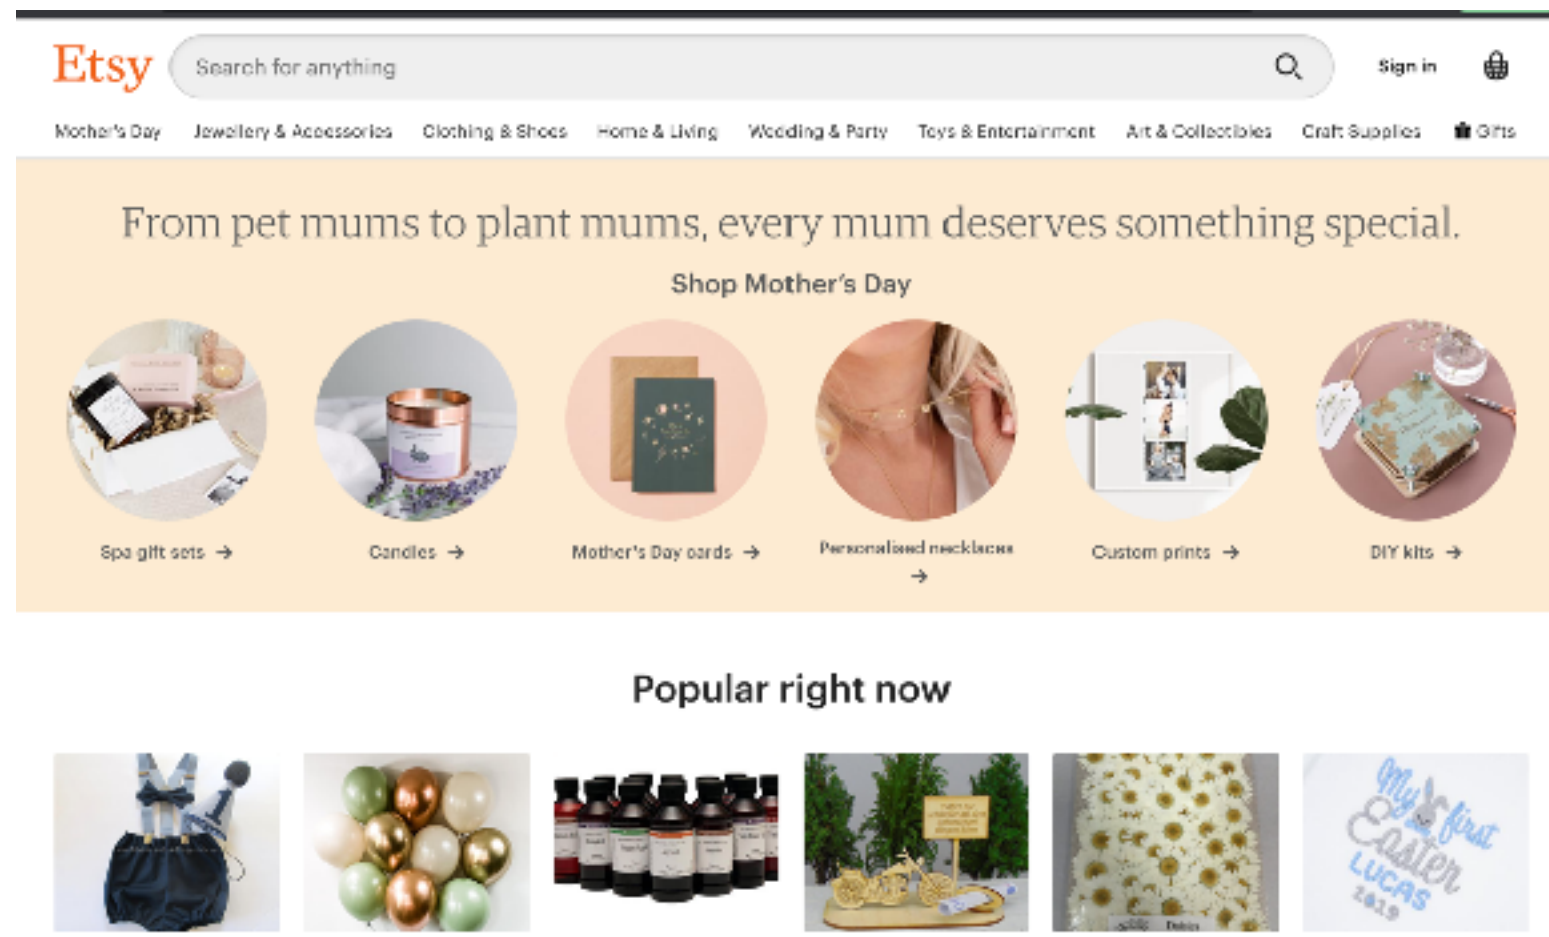 Etsy
Search for anything
Sign in
Mother's Day Jewellery & Accessories Clothing & Shoes Home & Living Wedding & Party Toys & Entertainment Art & Collectibles Craft Supplies Gifts
From pet mums to plant mums, every mum deserves something special.
Shop Mother's Day
Spa gift sets →
Candles →
Mother's Day cards →
Personalised necklaces
→
Custom prints →
DIY kits →
Popular right now
My first
Easter
LUCAS
2019